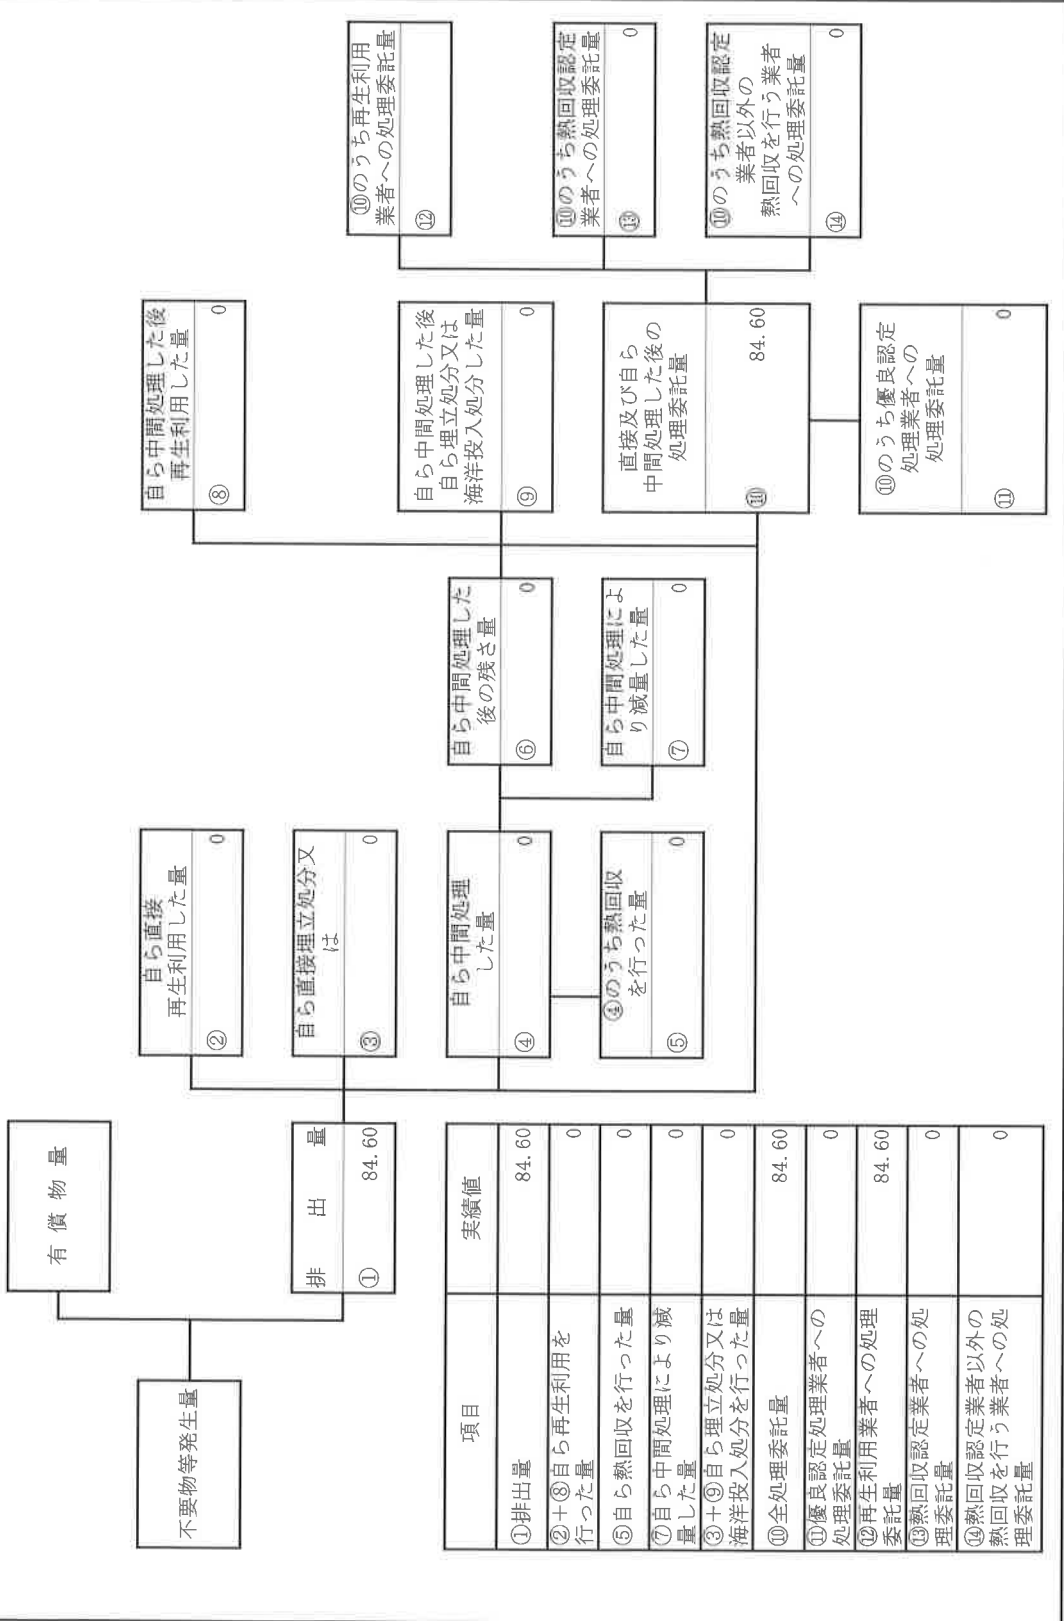 不要物等発生量
有償物量
排出量
① 84.60
自ら直接
再生利用した量
② 0
自ら直接埋立処分又
は
③ 0
自ら中間処理
した量
④ 0
④のうち熱回収
を行った量
⑤ 0
自ら中間処理した
後の残さ量
⑥ 0
自ら中間処理によ
り減量した量
⑦ 0
自ら中間処理した後
再生利用した量
⑧ 0
自ら中間処理した後
自ら埋立処分又は
海洋投入処分した量
⑨ 0
直接及び自ら
中間処理した後の
処理委託量
⑩ 84.60
⑩のうち優良認定
処理業者への
処理委託量
⑪ 0
⑩のうち再生利用
業者への処理委託量
⑫
⑩のうち熱回収認定
業者への処理委託量
⑬ 0
⑩のうち熱回収認定
業者以外の
熱回収を行う業者
への処理委託量
⑭ 0
項目 実績値
①排出量 84.60
②+⑧自ら再生利用を
行った量 0
⑤自ら熱回収を行った量 0
⑦自ら中間処理により減
量した量 0
③+⑨自ら埋立処分又は
海洋投入処分を行った量 0
⑩全処理委託量 84.60
⑪優良認定処理業者への
処理委託量 0
⑫再生利用業者への処理
委託量 84.60
⑬熱回収認定業者への処
理委託量 0
⑭熱回収認定業者以外の
熱回収を行う業者への処
理委託量 0